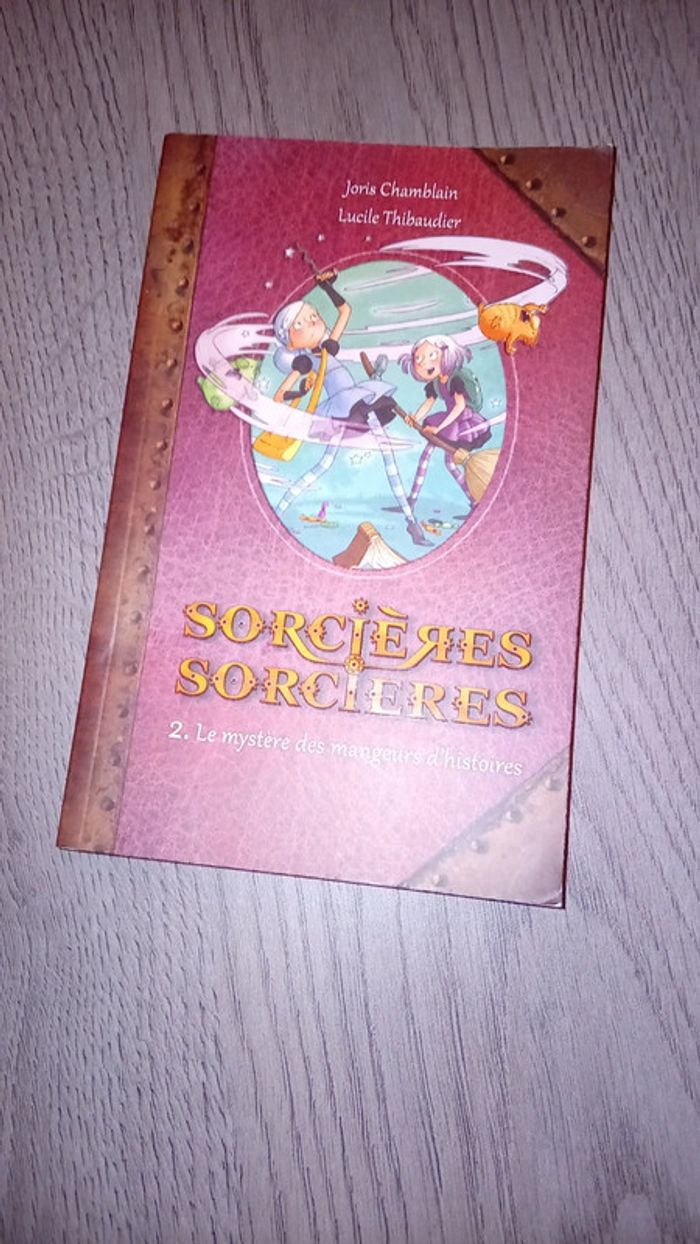 Joris Chamblain
Lucile Thibaudier
SORCIÈRES
SORCIÈRES
2. Le mystère des mangeurs d'histoires